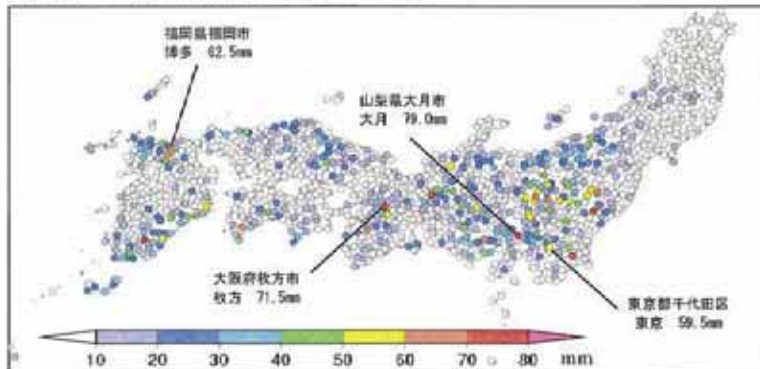 福岡県福岡市
博多 62.5mm
山梨県大月市
大月 79.0mm
大阪府枚方市
枚方 71.5mm
東京都千代田区
東京 59.5mm
10 20 30 40 50 60 70 80 mm